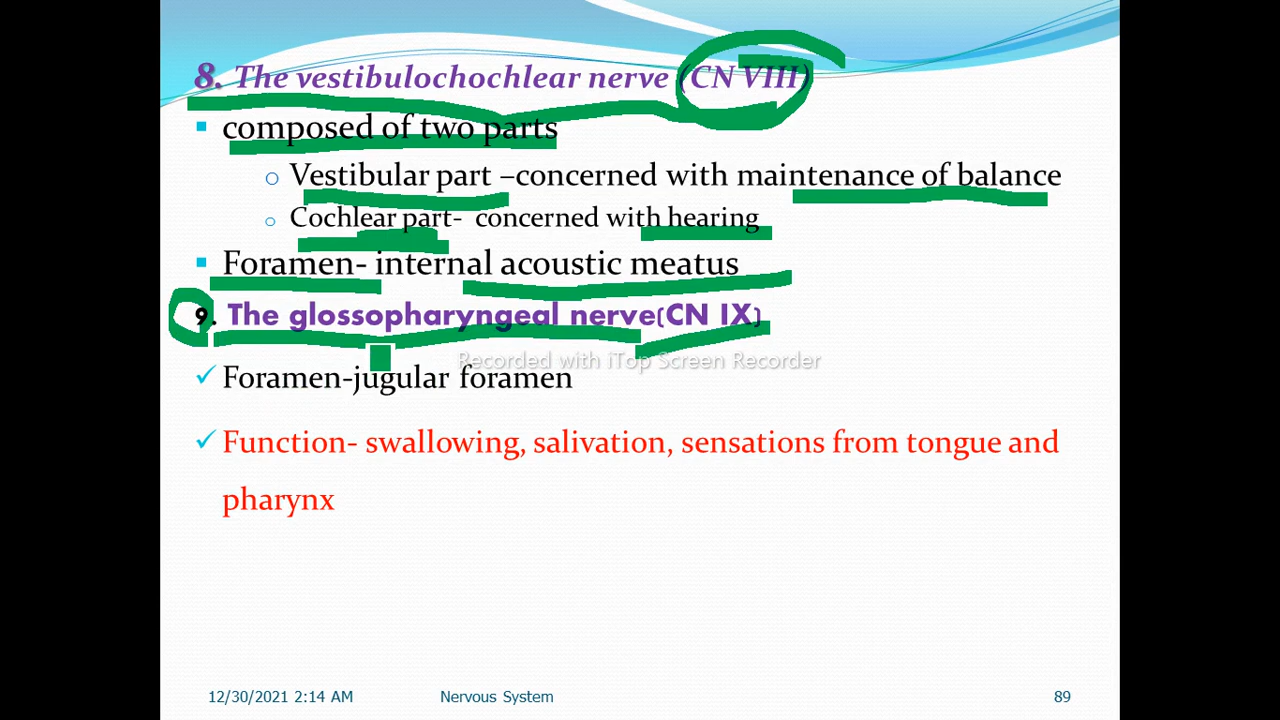 8. The vestibulochochlear nerve (CN VIII)
▪ composed of two parts
o Vestibular part –concerned with maintenance of balance
o Cochlear part- concerned with hearing
▪ Foramen- internal acoustic meatus
9. The glossopharyngeal nerve(CN IX)
Recorded with iTop Screen Recorder
✓ Foramen-jugular foramen
✓ Function- swallowing, salivation, sensations from tongue and
pharynx
12/30/2021 2:14 AM Nervous System 89